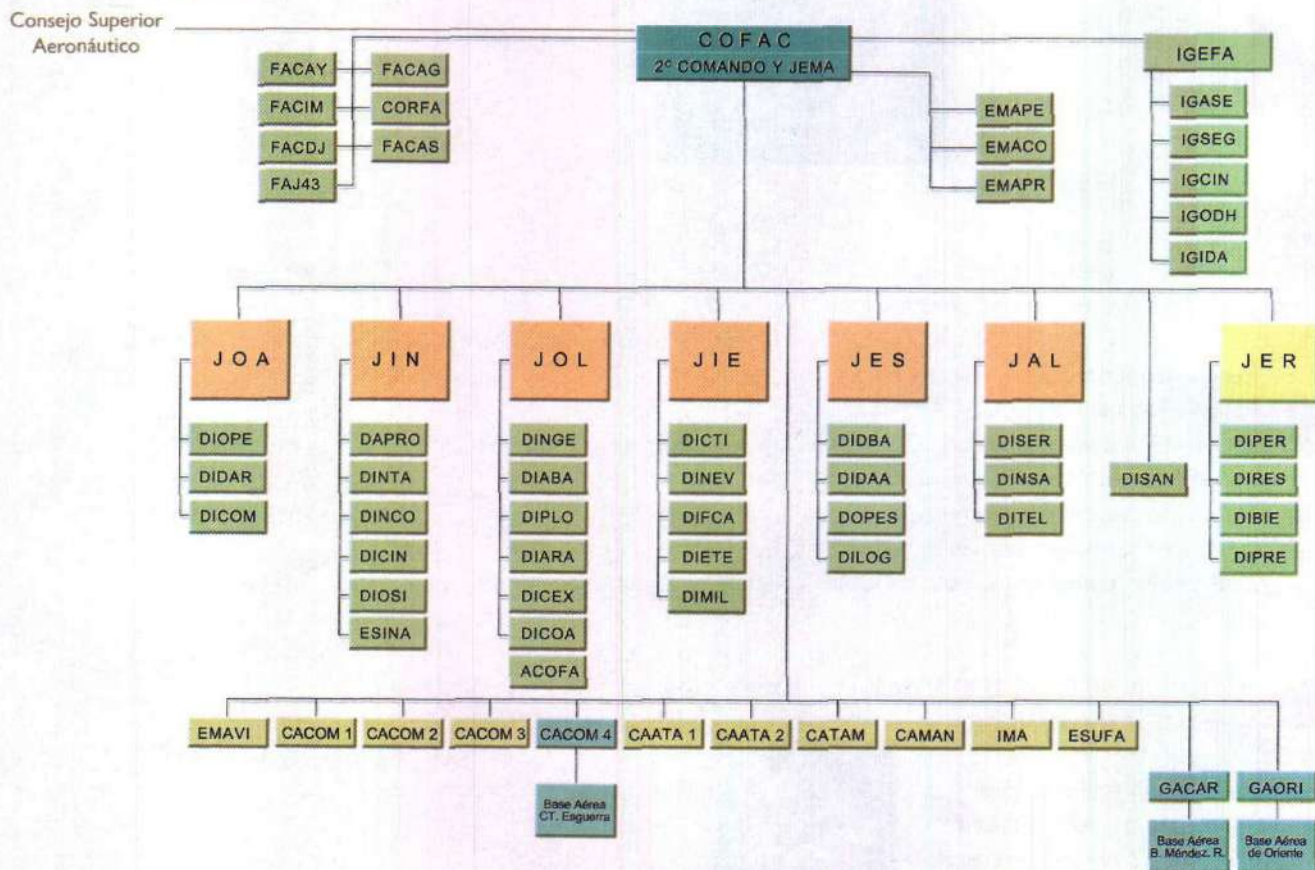 Consejo Superior
Aeronáutico
COFAC
2º COMANDO Y JEMA
FACAY
FACAG
FACIM
CORFA
FACDJ
FACAS
FAJ43
EMAPE
EMACO
EMAPR
IGEFA
IGASE
IGSEG
IGCIN
IGODH
IGIDA
JOA
DIOPE
DIDAR
DICOM
JIN
DAPRO
DINTA
DINCO
DICIN
DIOSI
ESINA
JOL
DINGE
DIABA
DIPLO
DIARA
DICEX
DICOA
ACOFA
JIE
DICTI
DINEV
DIFCA
DIETE
DIMIL
JES
DIDBA
DIDAA
DOPES
DILOG
JAL
DISER
DINSA
DITEL
DISAN
JER
DIPER
DIRES
DIBIE
DIPRE
EMAVI
CACOM 1
CACOM 2
CACOM 3
CACOM 4
CAATA 1
CAATA 2
CATAM
CAMAN
IMA
ESUFA
Base Aérea
CT. Esguerra
GACAR
GAORI
Base Aérea
B. Méndez. R.
Base Aérea
de Oriente